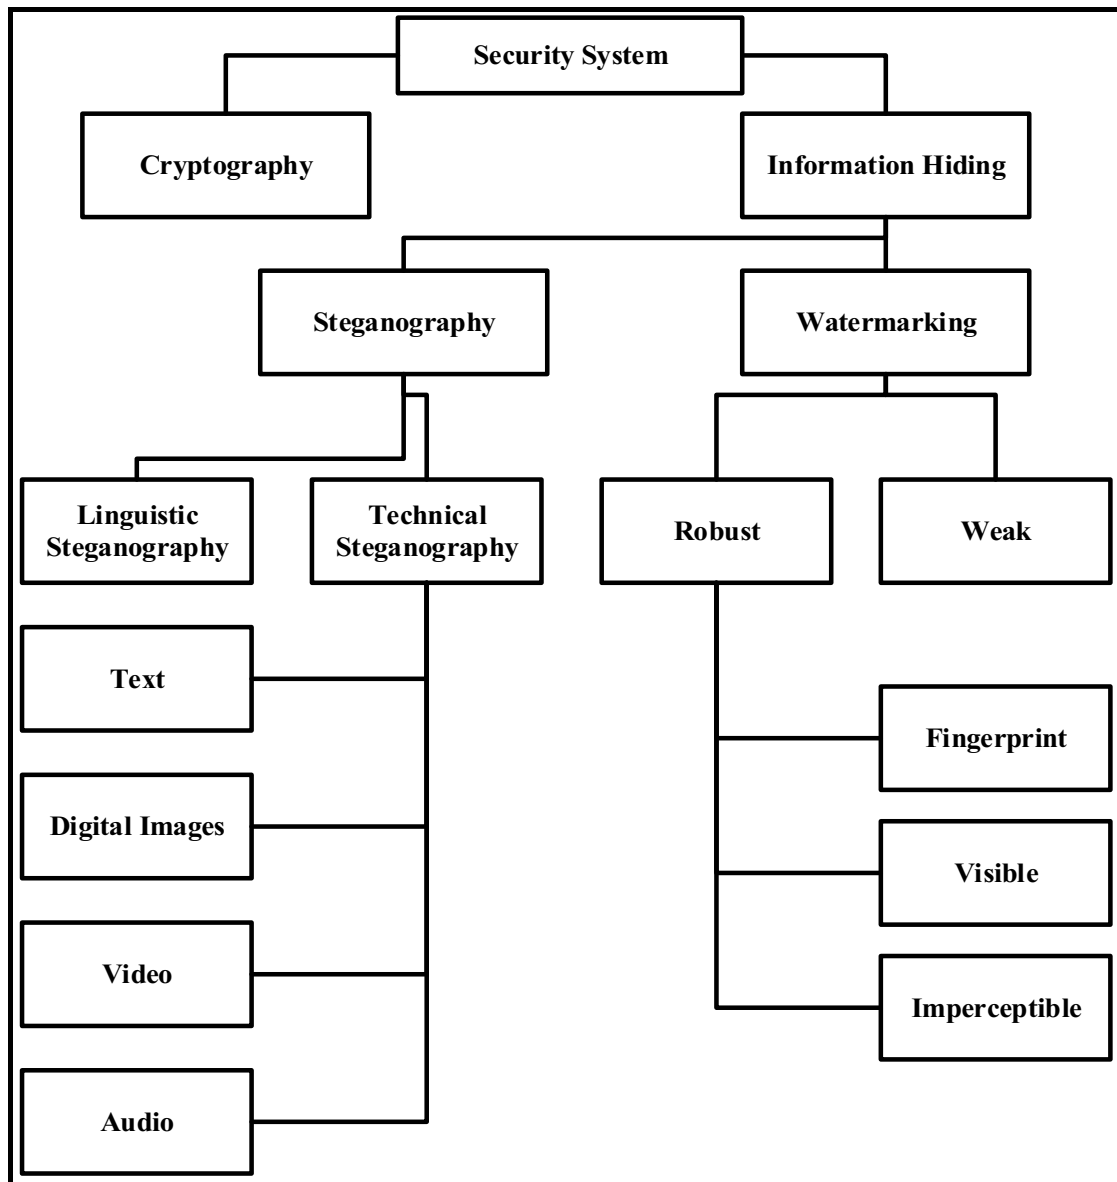 Security System
Cryptography
Information Hiding
Steganography
Watermarking
Linguistic
Steganography
Technical
Steganography
Robust
Weak
Text
Fingerprint
Digital Images
Visible
Video
Imperceptible
Audio